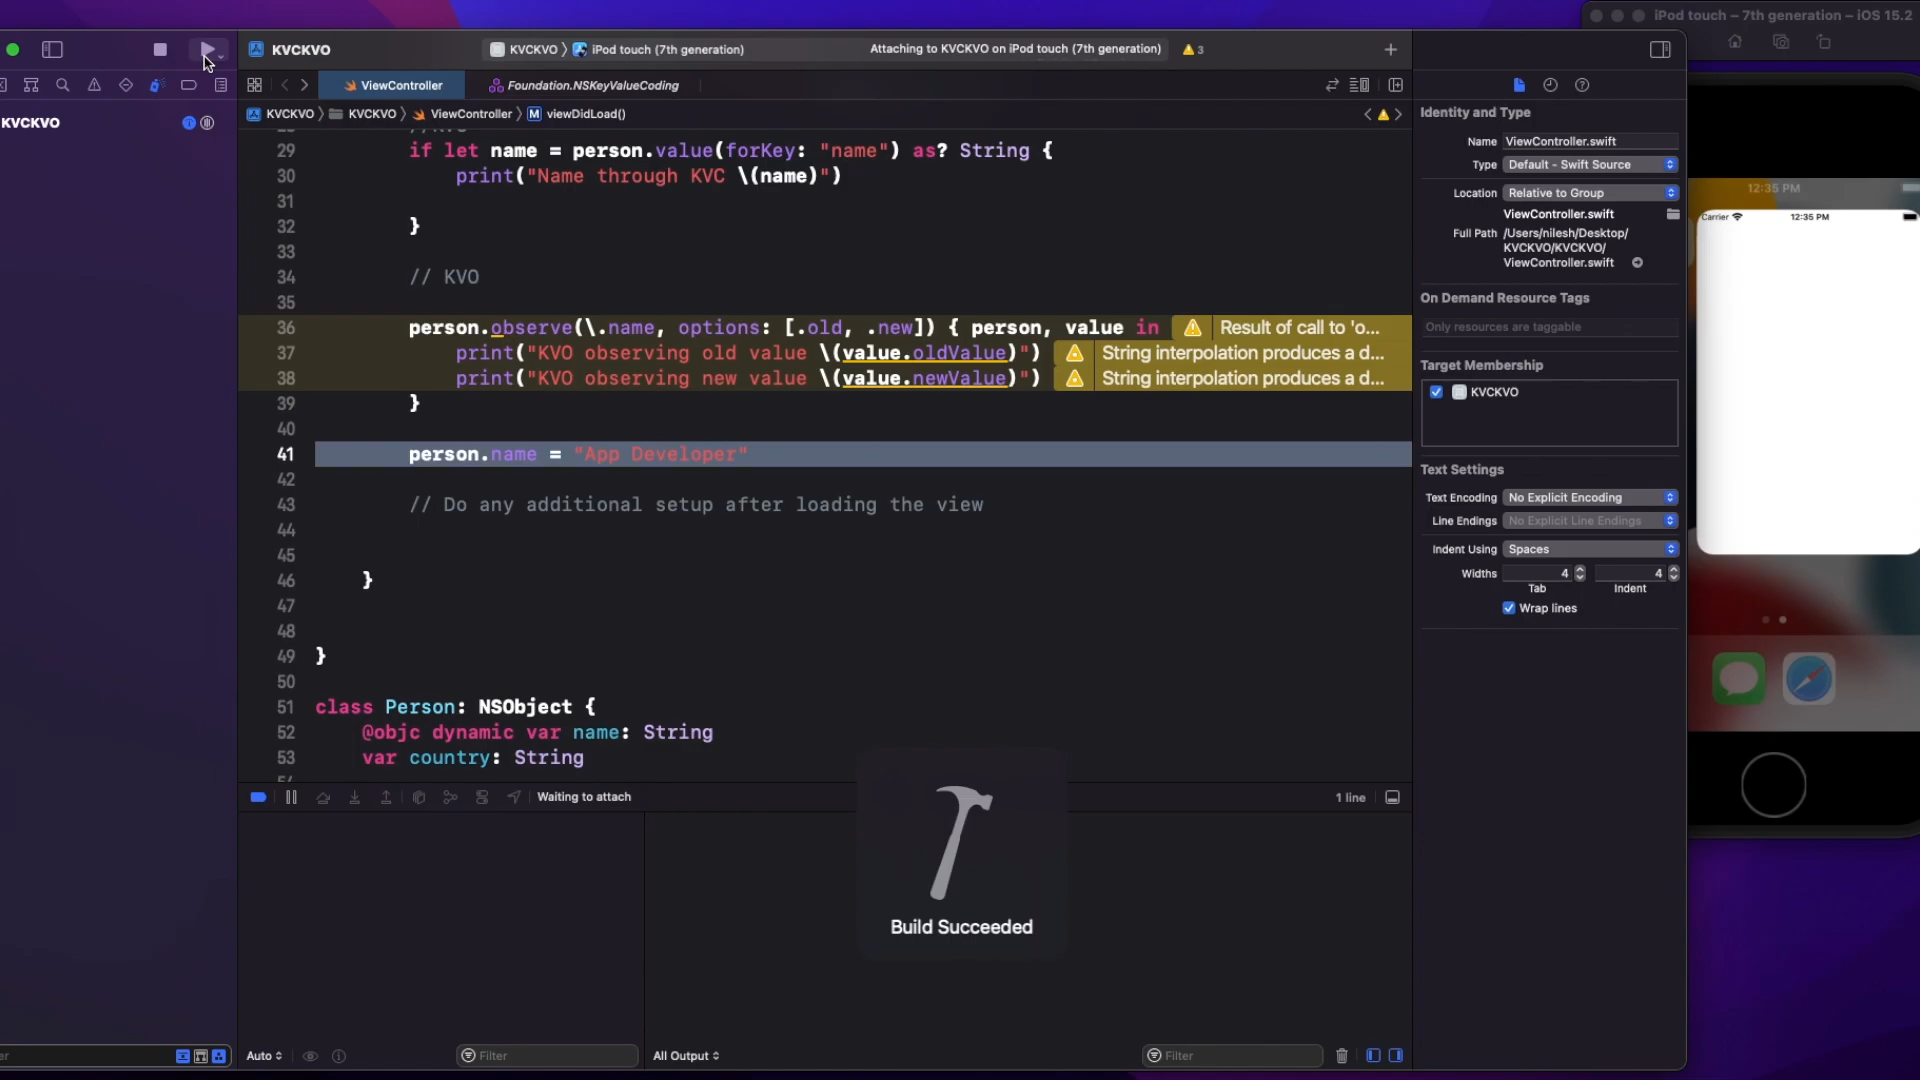 iPod touch – 7th generation – iOS 15.2
KVCKVO
KVCKVO
iPod touch (7th generation)
Attaching to KVCKVO on iPod touch (7th generation)
3
ViewController
Foundation.NSKeyValueCoding
KVCKVO
KVCKVO
ViewController
M viewDidLoad()
KVCKVO
29 if let name = person.value(forKey: "name") as? String {
30 print("Name through KVC \(name)")
31
32 }
33
34 // KVO
35
36 person.observe(\.name, options: [.old, .new]) { person, value in
Result of call to 'o...
37 print("KVO observing old value \(value.oldValue)")
String interpolation produces a d...
38 print("KVO observing new value \(value.newValue)")
String interpolation produces a d...
39 }
40
41 person.name = "App Developer"
42
43 // Do any additional setup after loading the view
44
45
46 }
47
48
49 }
50
51 class Person: NSObject {
52 @objc dynamic var name: String
53 var country: String
Waiting to attach
1 line
Build Succeeded
Auto
Filter
All Output
Filter
Identity and Type
Name ViewController.swift
Type Default - Swift Source
Location Relative to Group
ViewController.swift
Full Path /Users/nilesh/Desktop/
KVCKVO/KVCKVO/
ViewController.swift
On Demand Resource Tags
Only resources are taggable
Target Membership
KVCKVO
Text Settings
Text Encoding No Explicit Encoding
Line Endings No Explicit Line Endings
Indent Using Spaces
Widths 4 4
Tab Indent
Wrap lines
12:35 PM
Carrier 12:35 PM